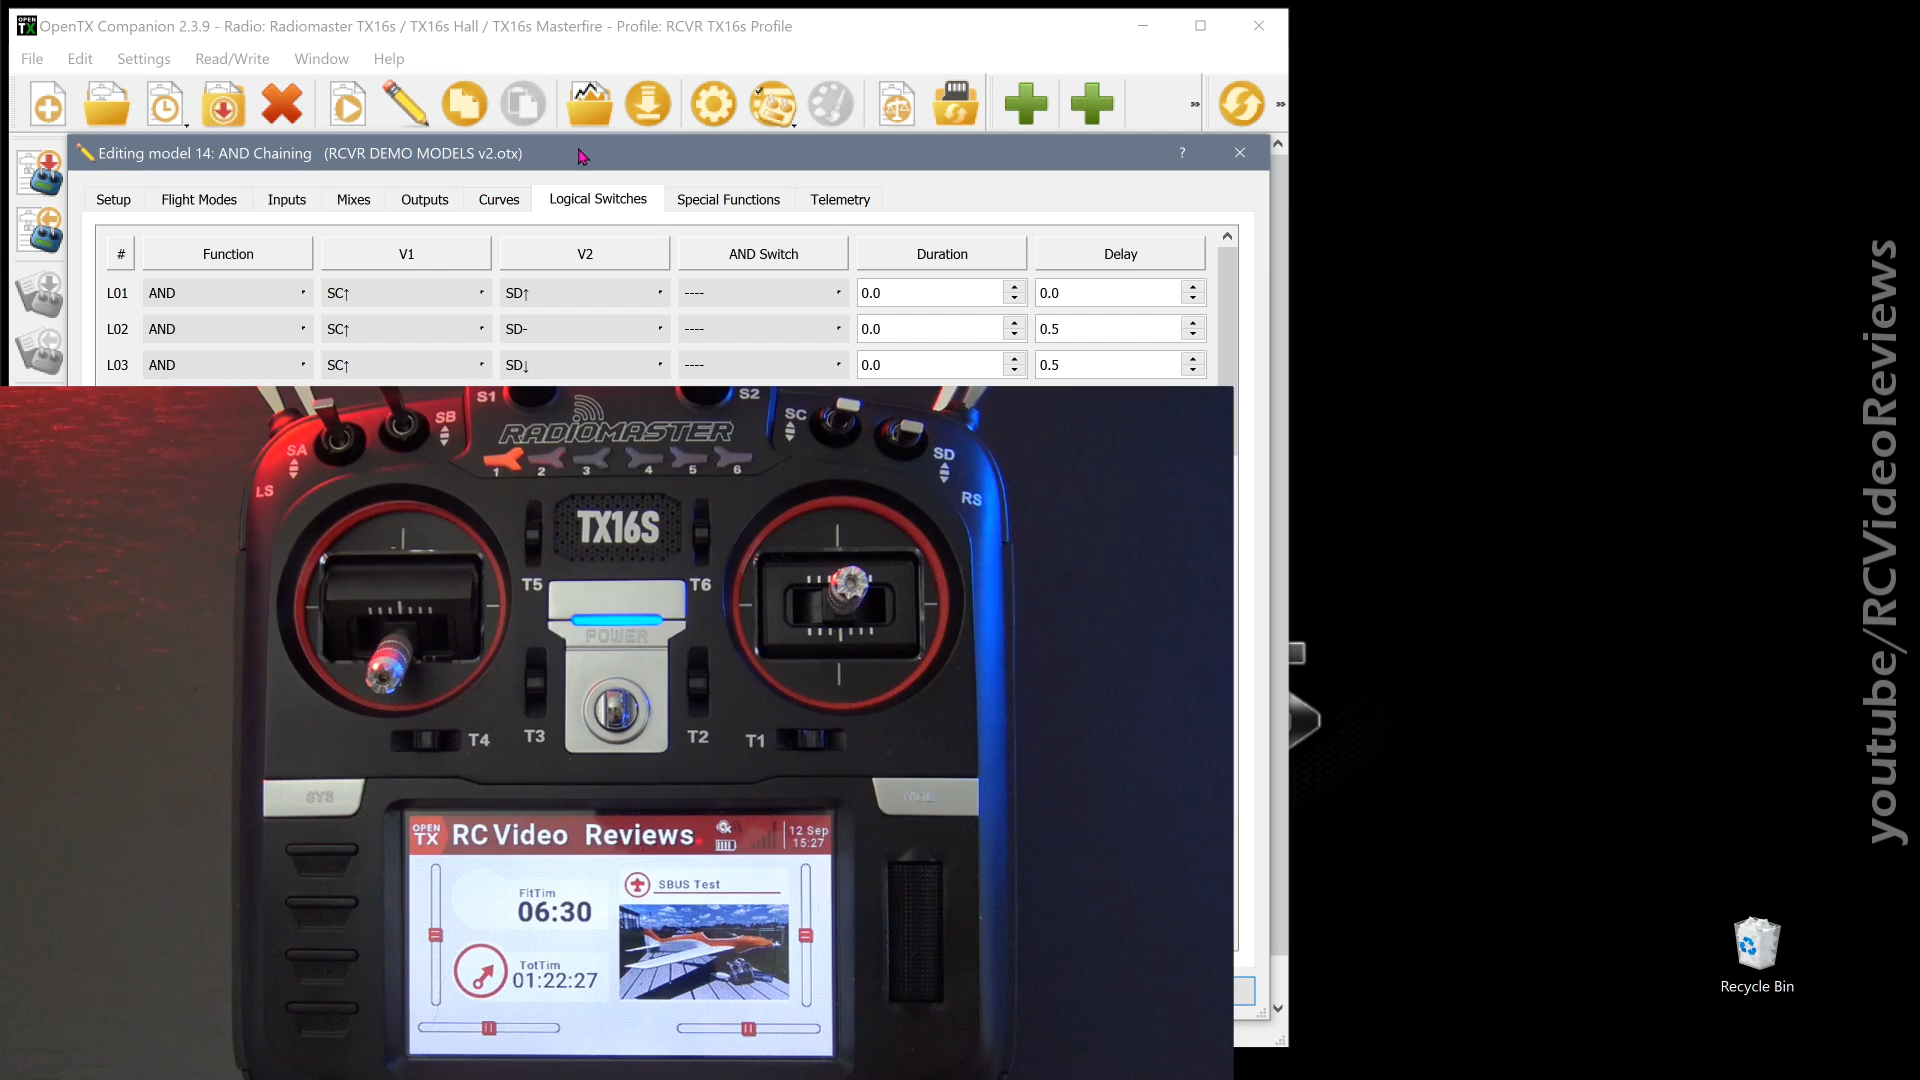 OpenTX Companion 2.3.9 - Radio: Radiomaster TX16s / TX16s Hall / TX16s Masterfire - Profile: RCVR TX16s Profile
File Edit Settings Read/Write Window Help
Editing model 14: AND Chaining (RCVR DEMO MODELS v2.otx)
Setup Flight Modes Inputs Mixes Outputs Curves Logical Switches Special Functions Telemetry
# Function V1 V2 AND Switch Duration Delay
L01 AND SC↑ SD↑ ---- 0.0 0.0
L02 AND SC↑ SD- ---- 0.0 0.5
L03 AND SC↑ SD↓ ---- 0.0 0.5
S1 S2
SB SC
RADIOMASTER
SA SD
1 2 3 4 5 6
LS RS
TX16S
T5 T6
POWER
T4 T3 T2 T1
SYS
OPEN TX RC Video Reviews
12 Sep
15:27
FltTim
06:30
SBUS Test
TotTim
01:22:27
youtube/RCVideoReviews
Recycle Bin